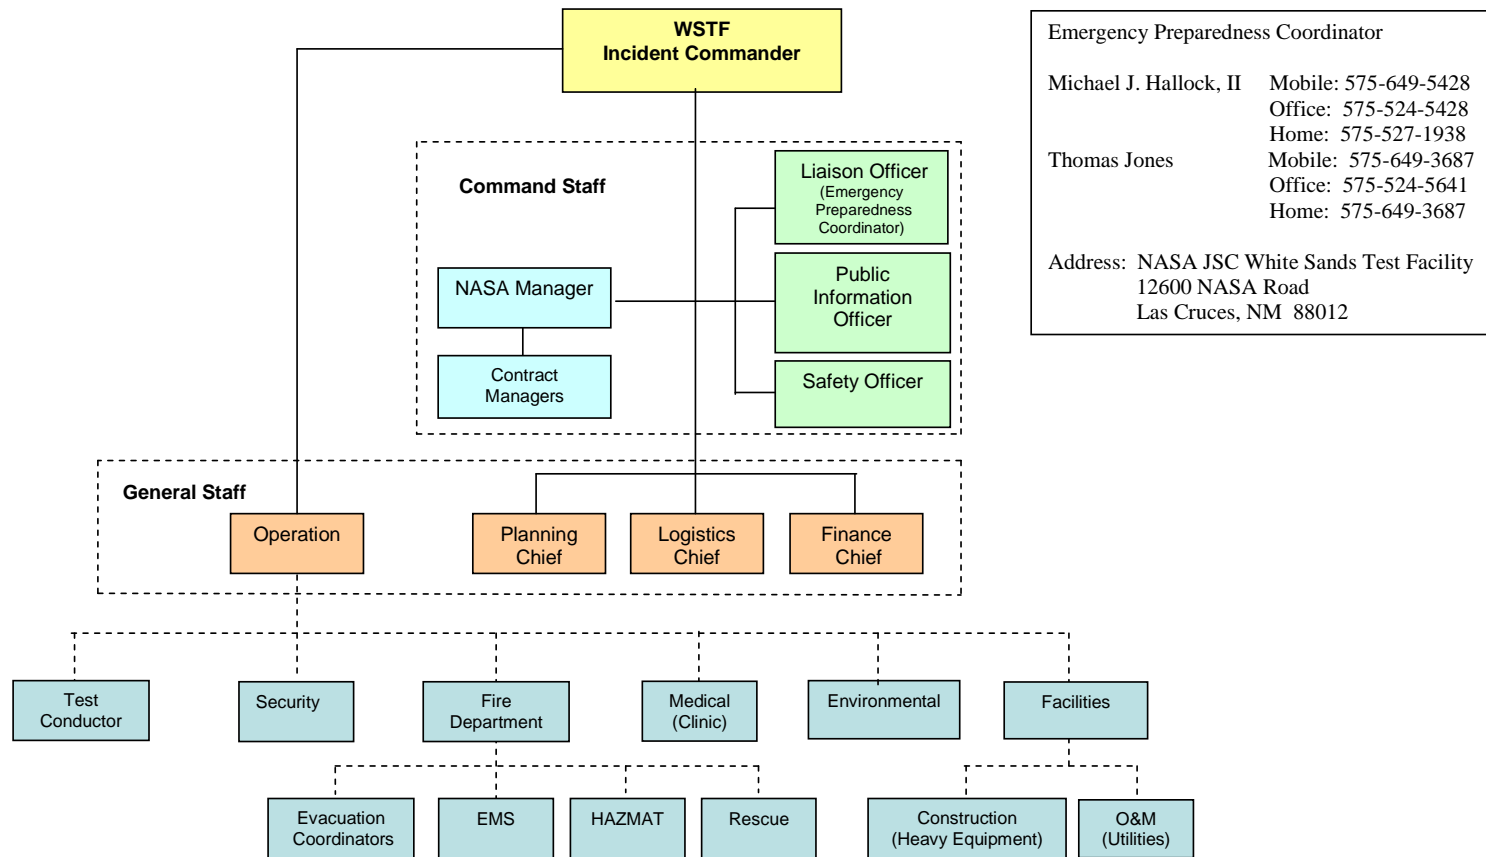 WSTF
Incident Commander
Emergency Preparedness Coordinator
Michael J. Hallock, II Mobile: 575-649-5428
Office: 575-524-5428
Home: 575-527-1938
Thomas Jones Mobile: 575-649-3687
Office: 575-524-5641
Home: 575-649-3687
Address: NASA JSC White Sands Test Facility
12600 NASA Road
Las Cruces, NM 88012
Command Staff
Liaison Officer
(Emergency
Preparedness
Coordinator)
NASA Manager
Public
Information
Officer
Contract
Managers
Safety Officer
General Staff
Operation
Planning
Chief
Logistics
Chief
Finance
Chief
Test
Conductor
Security
Fire
Department
Medical
(Clinic)
Environmental
Facilities
Evacuation
Coordinators
EMS
HAZMAT
Rescue
Construction
(Heavy Equipment)
O&M
(Utilities)